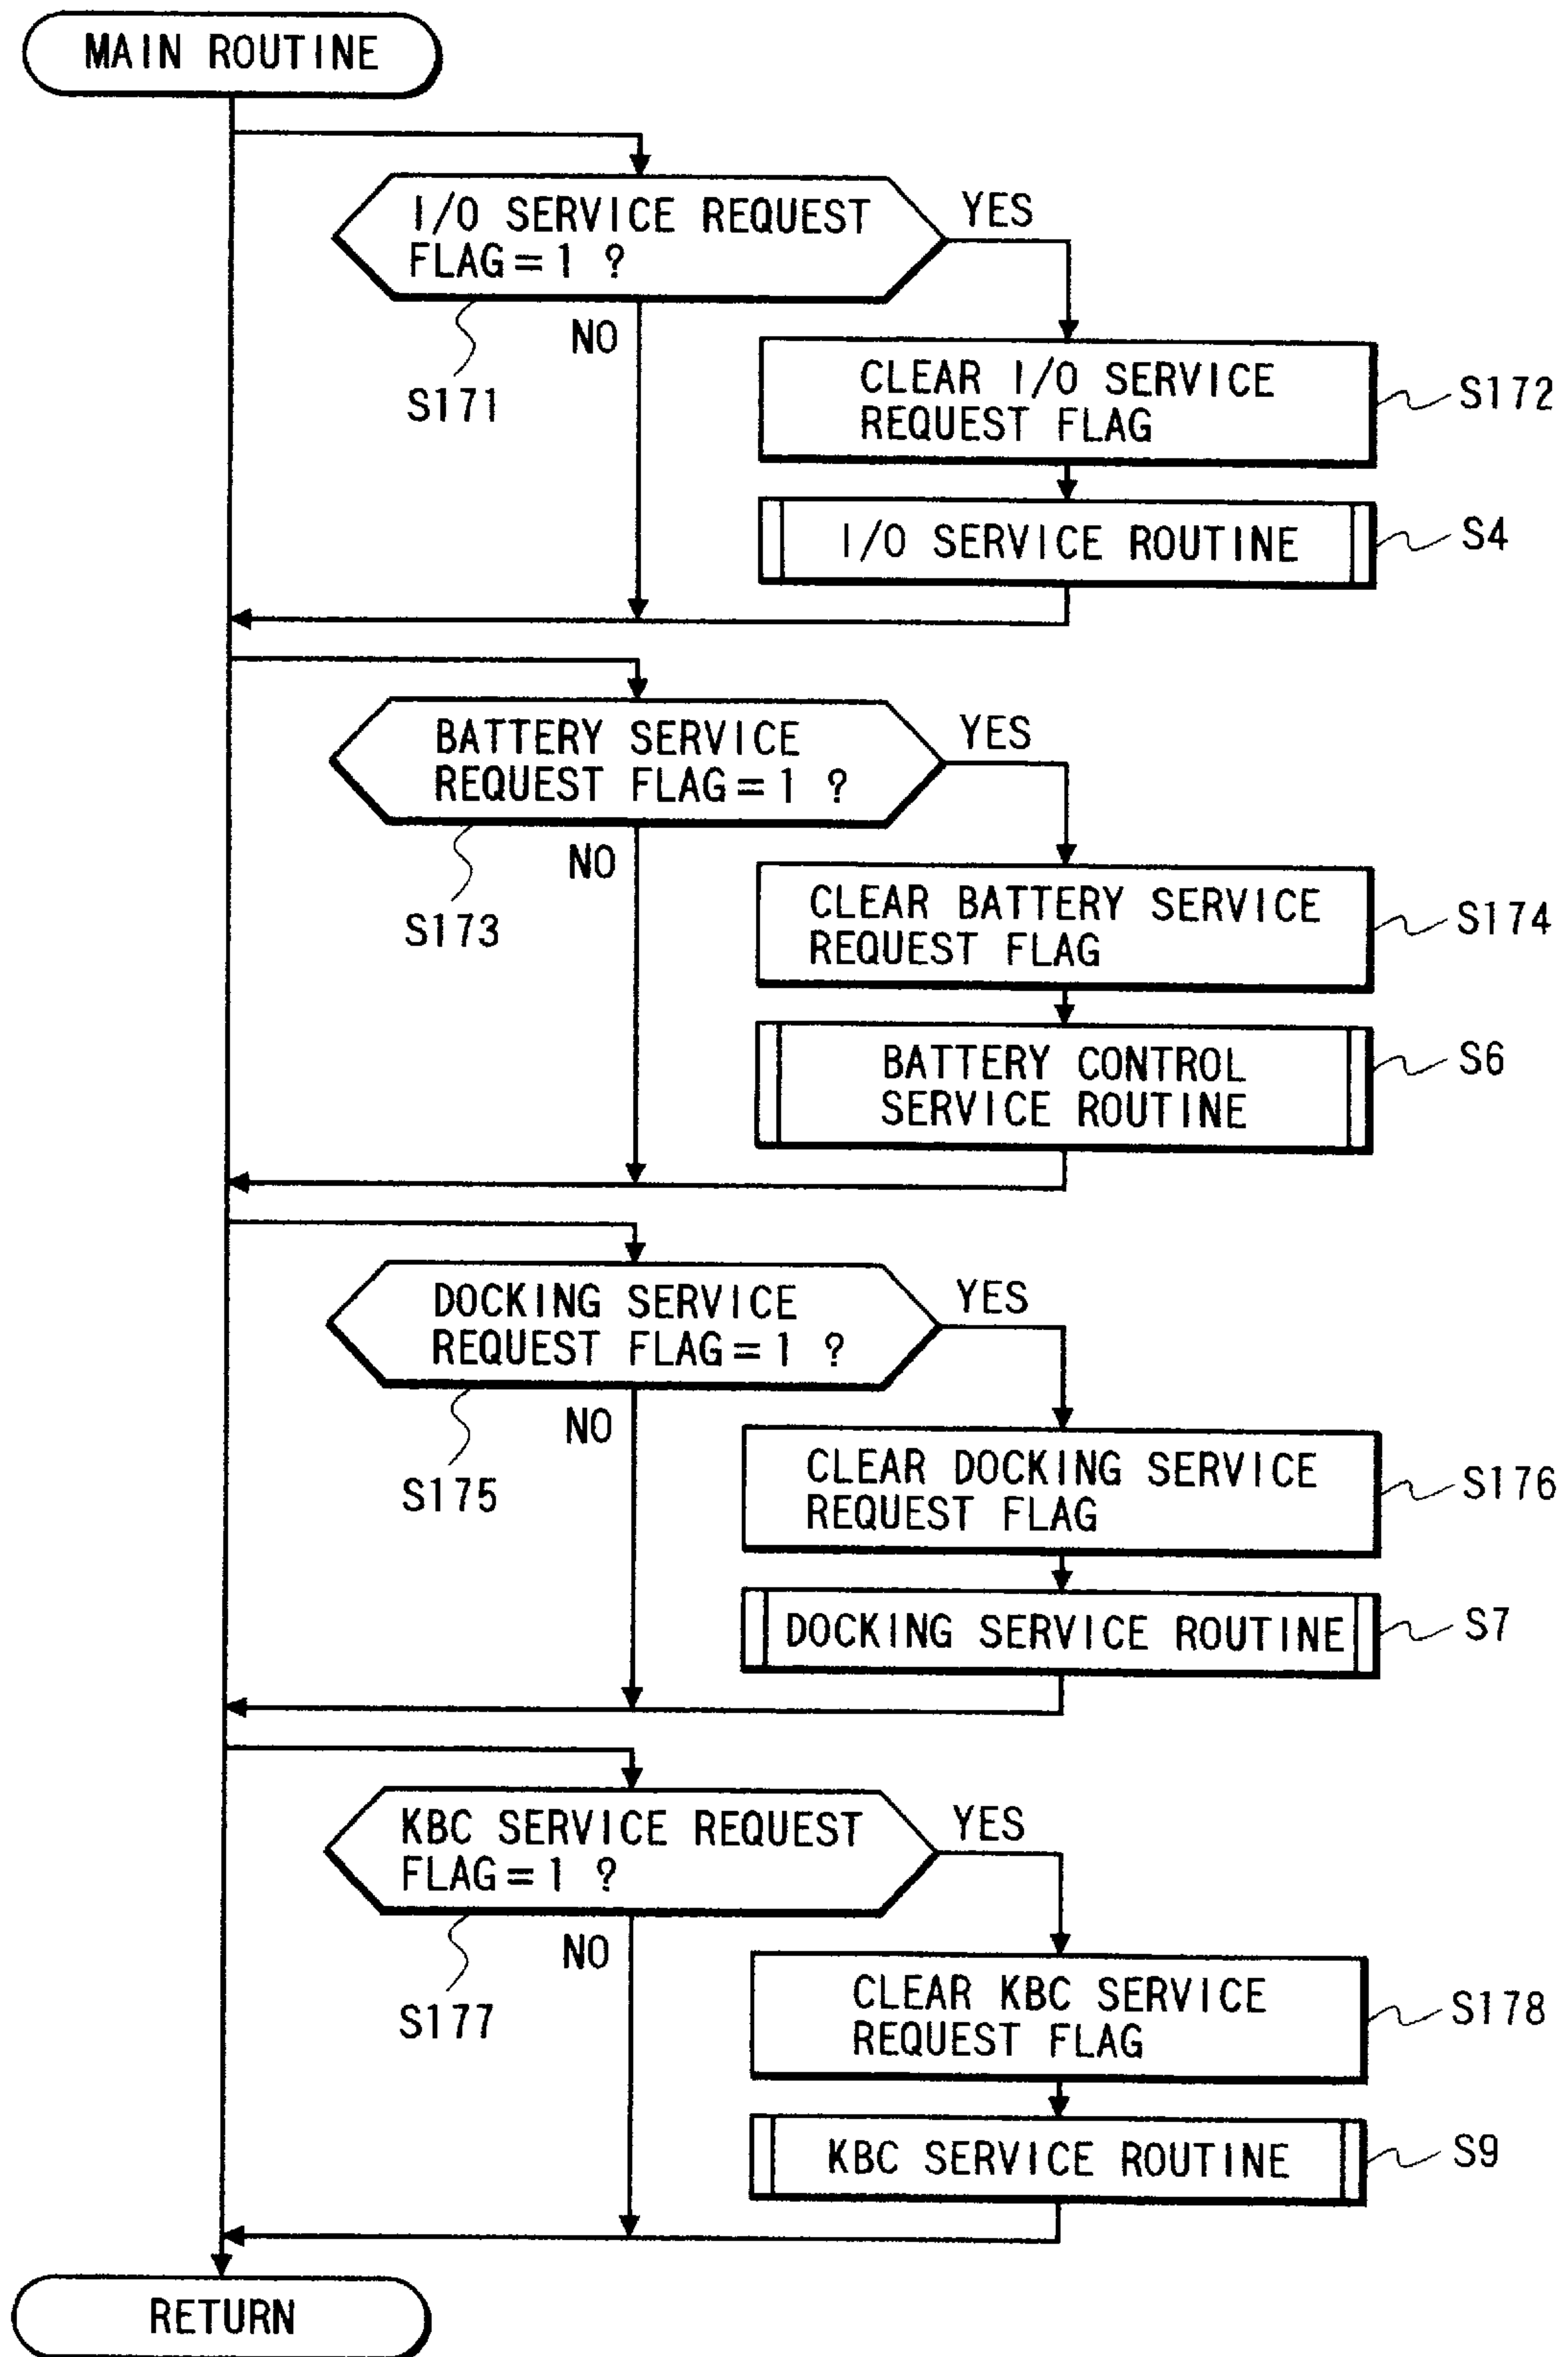 MAIN ROUTINE
I/O SERVICE REQUEST
FLAG=1 ?
YES
NO
S171
CLEAR I/O SERVICE
REQUEST FLAG
S172
I/O SERVICE ROUTINE
S4
BATTERY SERVICE
REQUEST FLAG=1 ?
YES
NO
S173
CLEAR BATTERY SERVICE
REQUEST FLAG
S174
BATTERY CONTROL
SERVICE ROUTINE
S6
DOCKING SERVICE
REQUEST FLAG=1 ?
YES
NO
S175
CLEAR DOCKING SERVICE
REQUEST FLAG
S176
DOCKING SERVICE ROUTINE
S7
KBC SERVICE REQUEST
FLAG=1 ?
YES
NO
S177
CLEAR KBC SERVICE
REQUEST FLAG
S178
KBC SERVICE ROUTINE
S9
RETURN